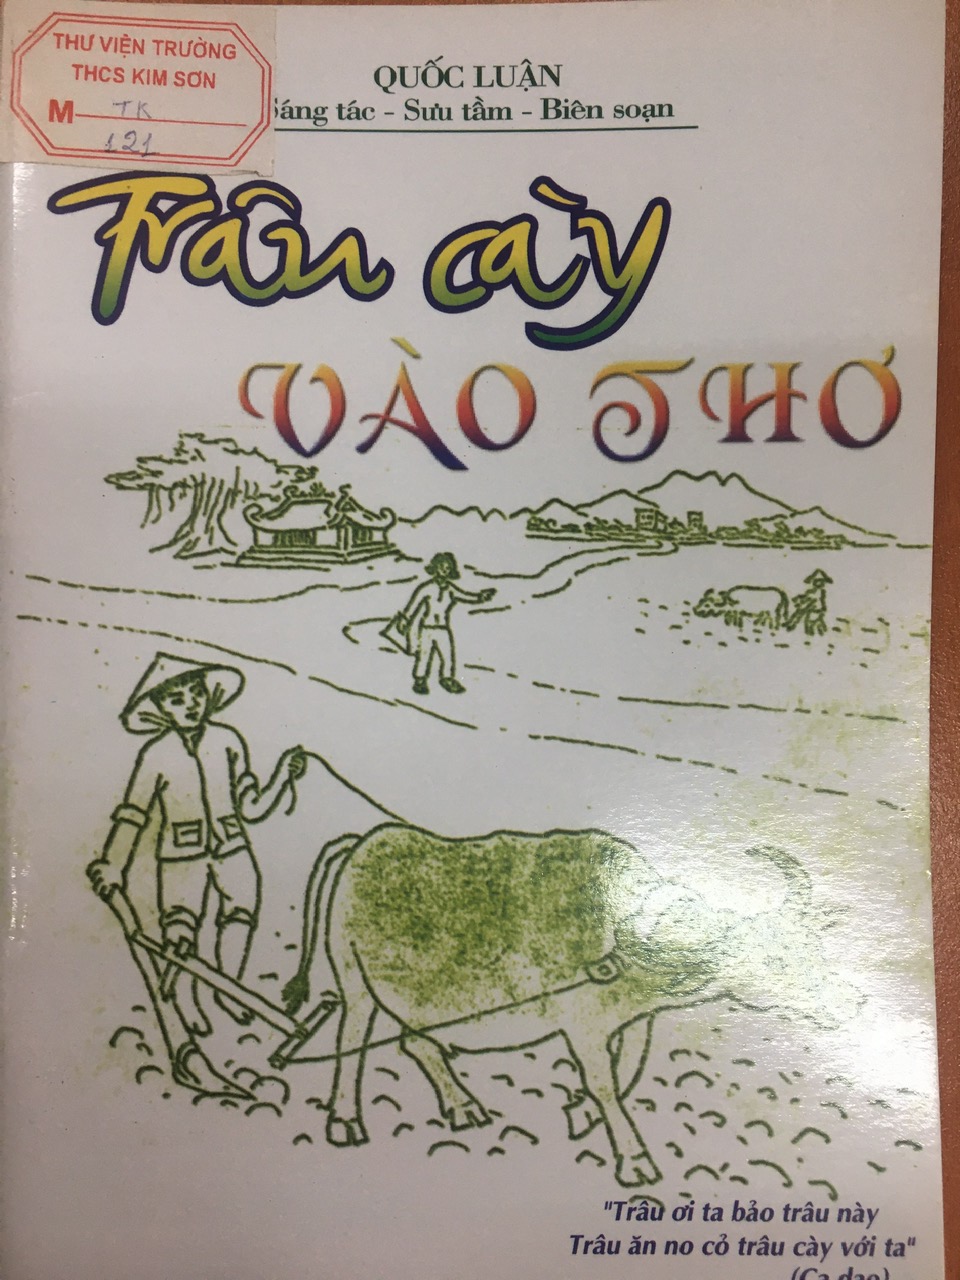 THƯ VIỆN TRƯỜNG
THCS KIM SƠN
M TK
121
QUỐC LUẬN
Sáng tác - Sưu tầm - Biên soạn
Trâu cày
VÀO THƠ
"Trâu ơi ta bảo trâu này
Trâu ăn no cỏ trâu cày với ta"
(Ca dao)